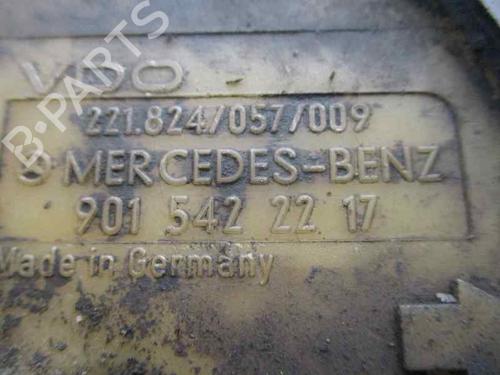 B-PARTS
VDO
221.824/057/009
MERCEDES-BENZ
901 542 22 17
Made in Germany